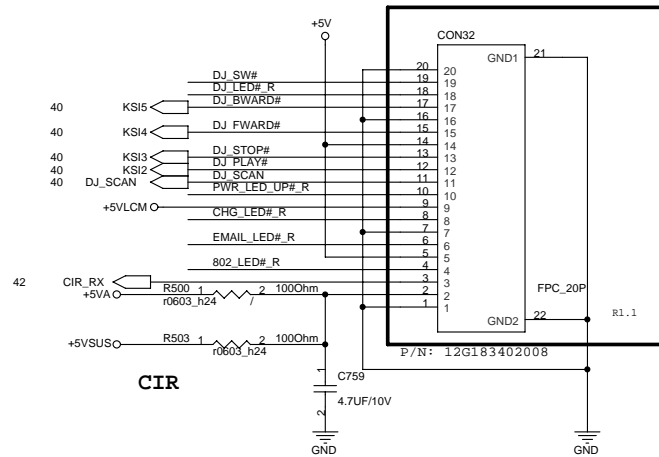 +5V
CON32
GND1 21
20 20
DJ_SW# 19 19
DJ_LED#_R 18 18
40 KSI5 DJ_BWARD# 17 17
16 16
40 KSI4 DJ_FWARD# 15 15
14 14
40 KSI3 DJ_STOP# 13 13
40 KSI2 DJ_PLAY# 12 12
40 DJ_SCAN DJ_SCAN 11 11
PWR_LED_UP#_R 10 10
+5VLCM 9 9
CHG_LED#_R 8 8
7 7
EMAIL_LED#_R 6 6
5 5
802_LED#_R 4 4
42 CIR_RX 3 3
FPC_20P
+5VA R500 1 2 100Ohm 2 2
r0603_h24 /
1 1
GND2 22
R1.1
+5VSUS R503 1 2 100Ohm
r0603_h24
P/N: 12G183402008
CIR
1
C759
4.7UF/10V
2
GND
GND